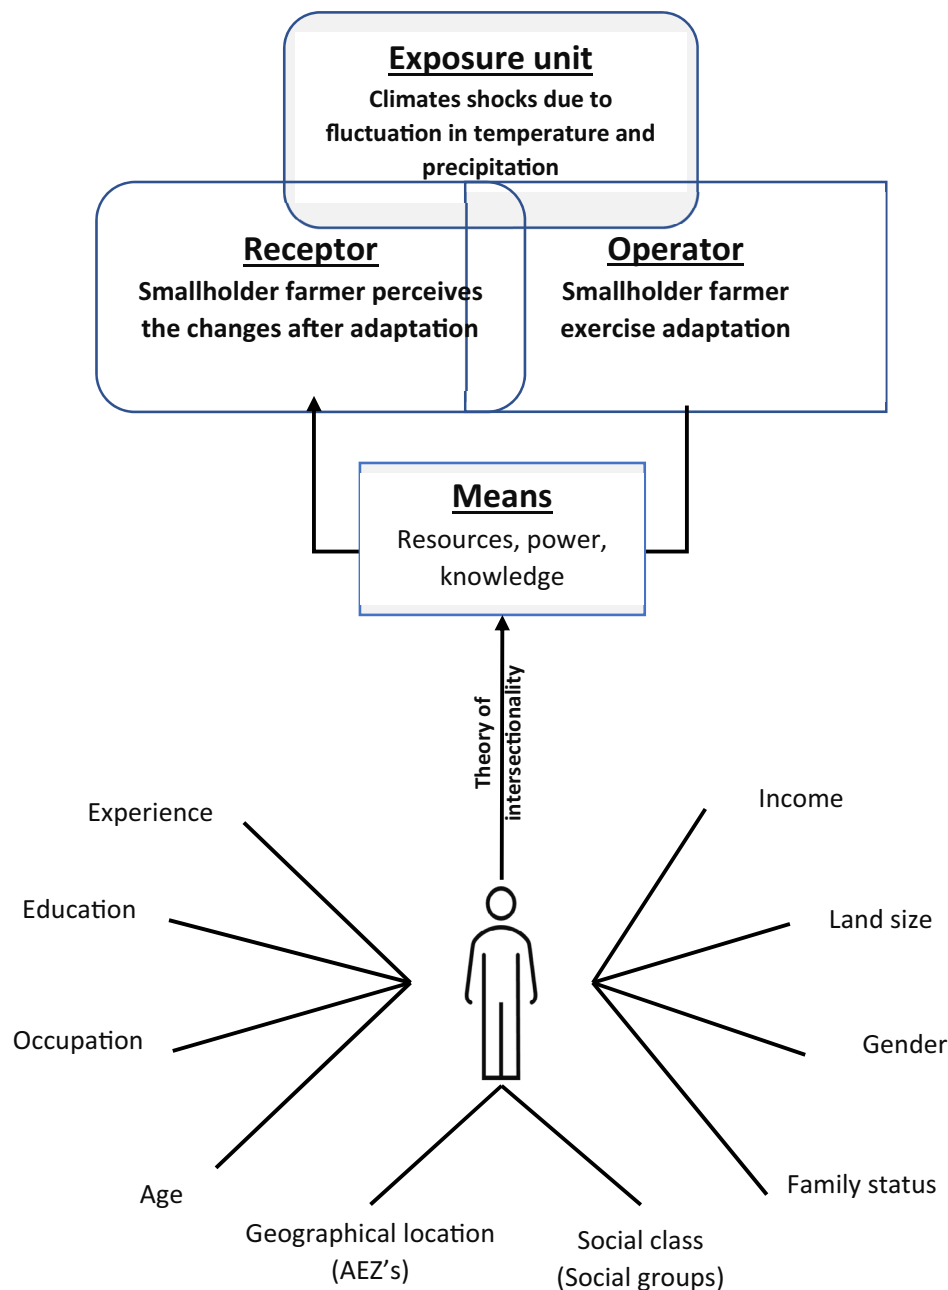 Exposure unit
Climates shocks due to
fluctuation in temperature and
precipitation
Receptor
Smallholder farmer perceives
the changes after adaptation
Operator
Smallholder farmer
exercise adaptation
Means
Resources, power,
knowledge
Theory of
intersectionality
Experience
Education
Occupation
Age
Geographical location
(AEZ’s)
Social class
(Social groups)
Income
Land size
Gender
Family status